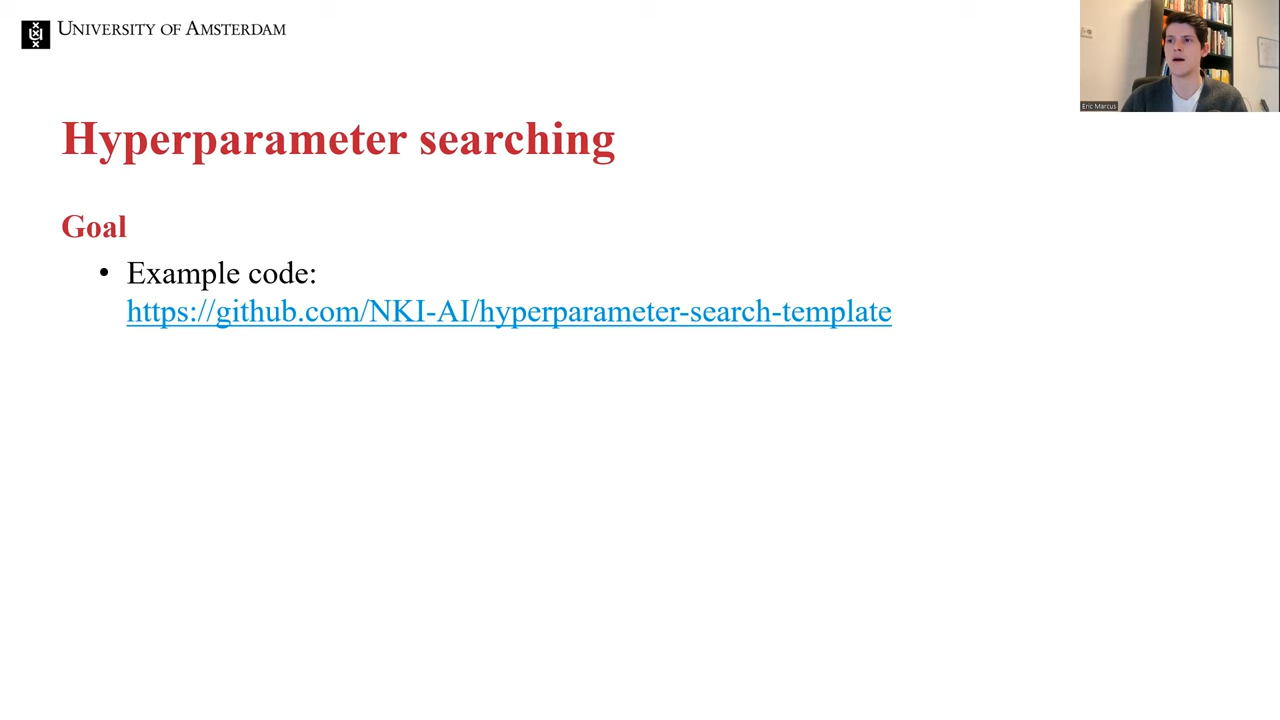 UNIVERSITY OF AMSTERDAM
Eric Marcus
Hyperparameter searching
Goal
• Example code:
https://github.com/NKI-AI/hyperparameter-search-template